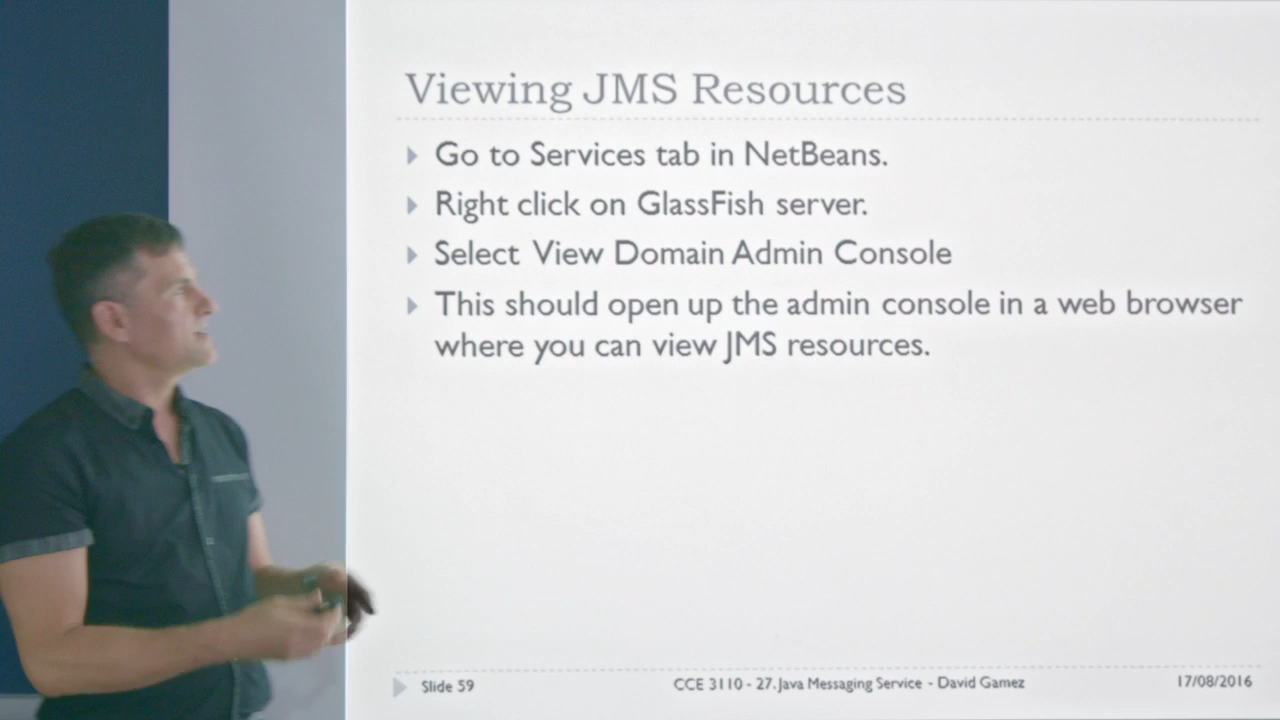 Viewing JMS Resources
Go to Services tab in NetBeans.
Right click on GlassFish server.
Select View Domain Admin Console
This should open up the admin console in a web browser
where you can view JMS resources.
Slide 59
CCE 3110 - 27. Java Messaging Service - David Gamez
17/08/2016